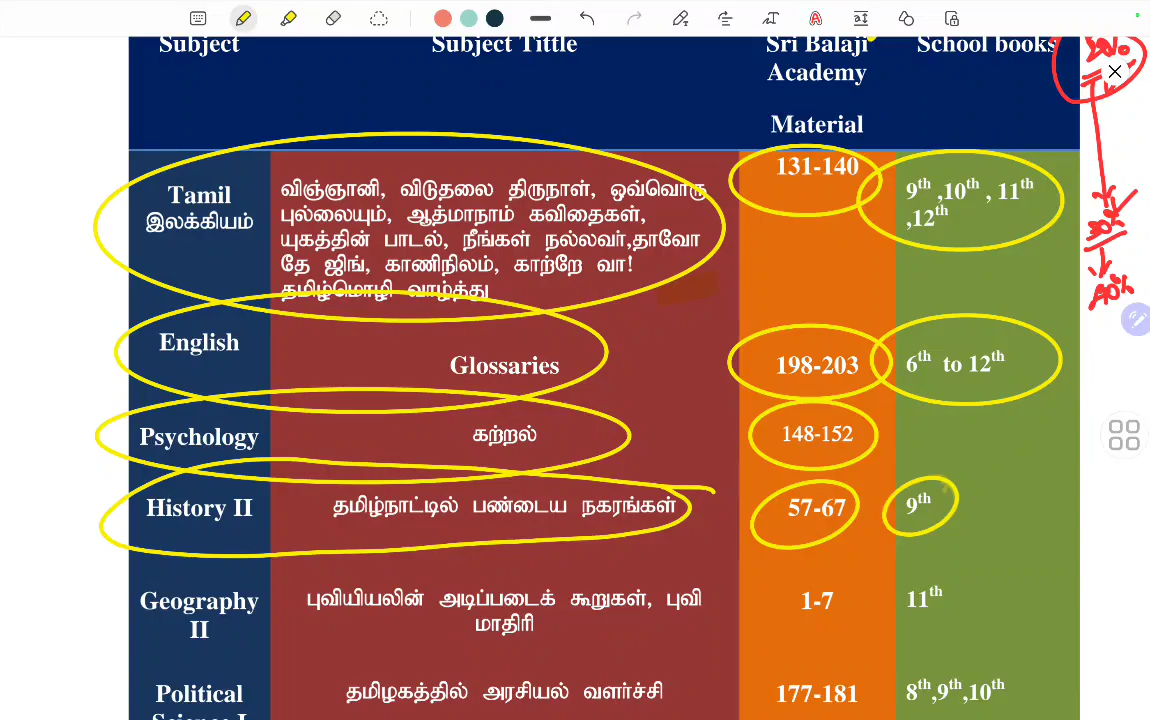 Subject Subject Tittle Sri Balaji School books
Academy
Material
Tamil
இலக்கியம்
விஞ்ஞானி, விடுதலை திருநாள், ஒவ்வொரு
புல்லையும், ஆத்மாநாம் கவிதைகள்,
யுகத்தின் பாடல், நீங்கள் நல்லவர்,தாவோ
தே ஜிங், காணிநிலம், காற்றே வா!
தமிழ்மொழி வாழ்த்து
131-140
9th ,10th , 11th
,12th
English Glossaries 198-203 6th to 12th
Psychology கற்றல் 148-152
History II தமிழ்நாட்டில் பண்டைய நகரங்கள் 57-67 9th
Geography
II
புவியியலின் அடிப்படைக் கூறுகள், புவி
மாதிரி
1-7 11th
Political
Science I
தமிழகத்தில் அரசியல் வளர்ச்சி 177-181 8th,9th,10th